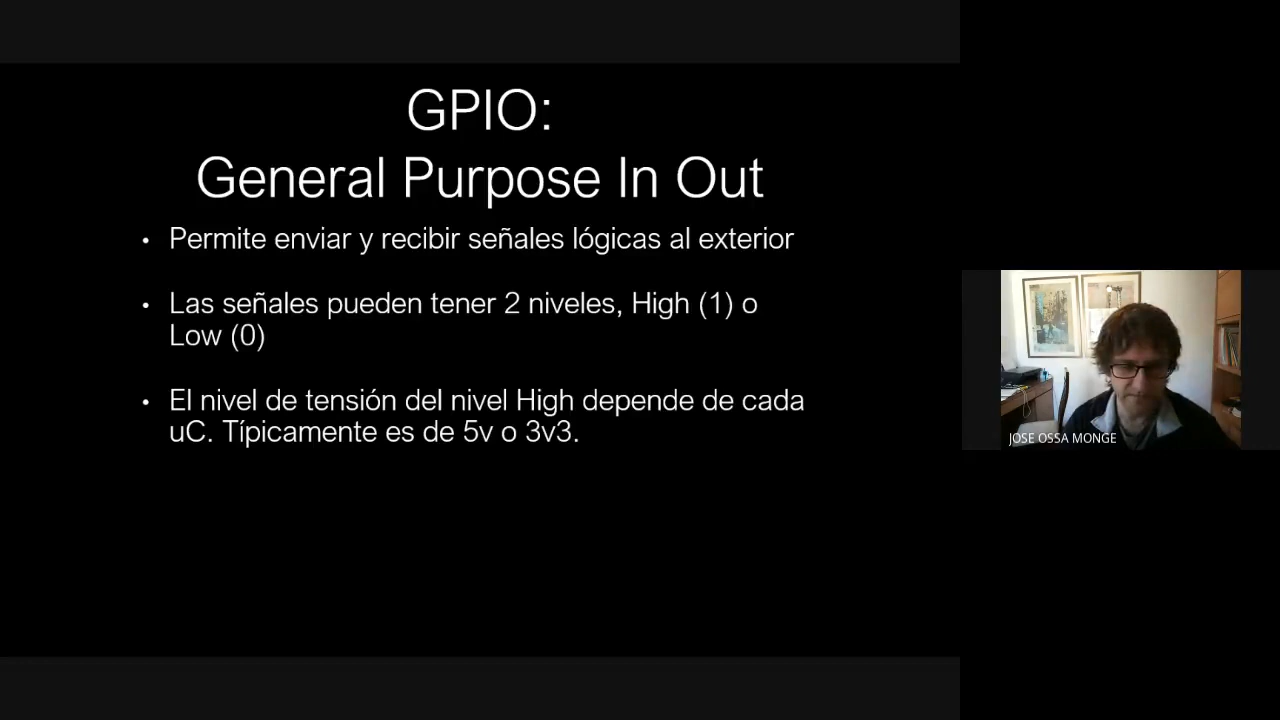 GPIO:
General Purpose In Out
• Permite enviar y recibir señales lógicas al exterior
• Las señales pueden tener 2 niveles, High (1) o
Low (0)
• El nivel de tensión del nivel High depende de cada
uC. Típicamente es de 5v o 3v3.
JOSE OSSA MONGE